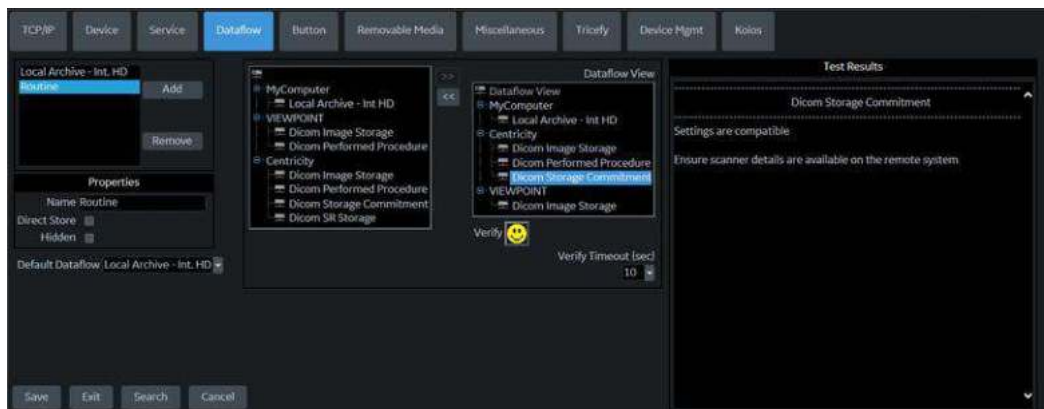 TCP/IP Device Service Dataflow Button Removable Media Miscellaneous Tricefy Device Mgmt Koios
Local Archive - Int. HD
Routine
Add
Remove
Properties
Name Routine
Direct Store
Hidden
Default Dataflow Local Archive - Int. HD
MyComputer
Local Archive - Int HD
VIEWPOINT
Dicom Image Storage
Dicom Performed Procedure
Centricity
Dicom Image Storage
Dicom Performed Procedure
Dicom Storage Commitment
Dicom SR Storage
>>
<<
Dataflow View
Dataflow View
MyComputer
Local Archive - Int HD
Centricity
Dicom Image Storage
Dicom Performed Procedure
Dicom Storage Commitment
VIEWPOINT
Dicom Image Storage
Verify
Verify Timeout (sec)
10
Test Results
Dicom Storage Commitment
Settings are compatible
Ensure scanner details are available on the remote system
Save Exit Search Cancel